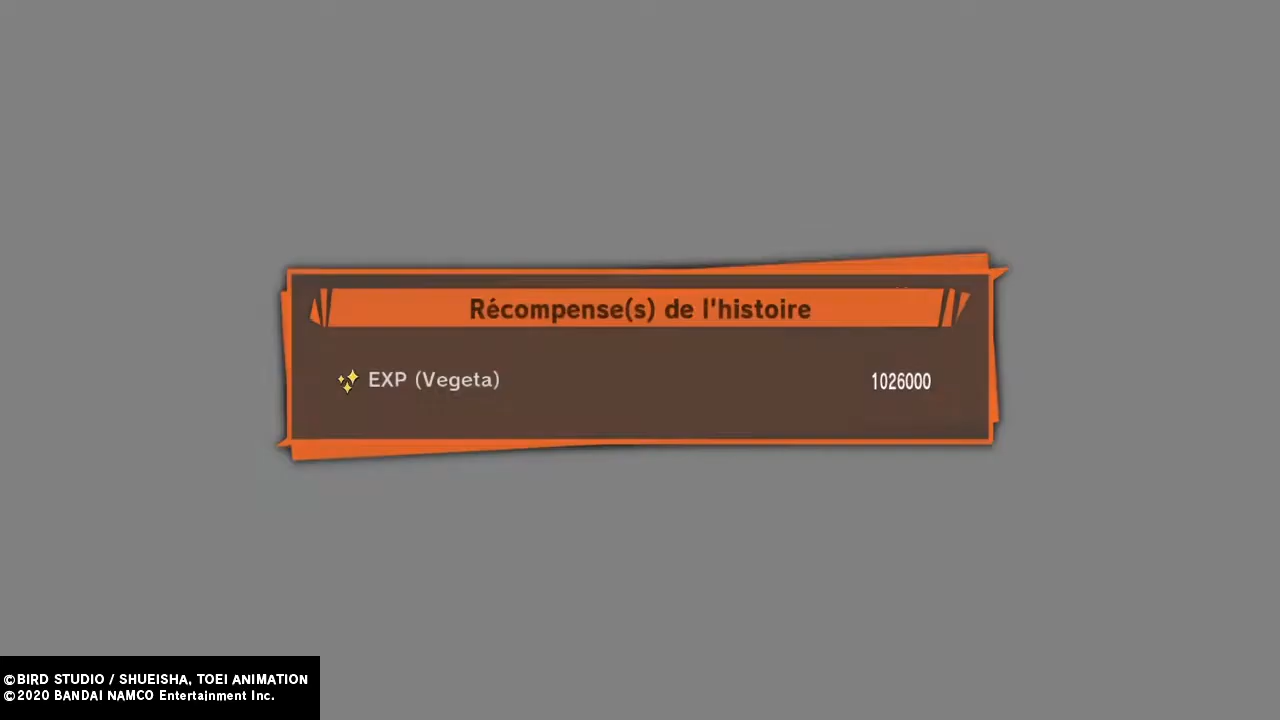 Récompense(s) de l'histoire
EXP (Vegeta) 1026000
©BIRD STUDIO / SHUEISHA, TOEI ANIMATION
©2020 BANDAI NAMCO Entertainment Inc.